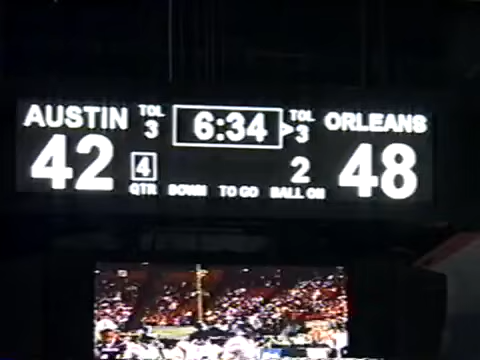 AUSTIN TOL 3 6:34 TOL 3 ORLEANS
42 4 2 48
QTR DOWN TO GO BALL ON